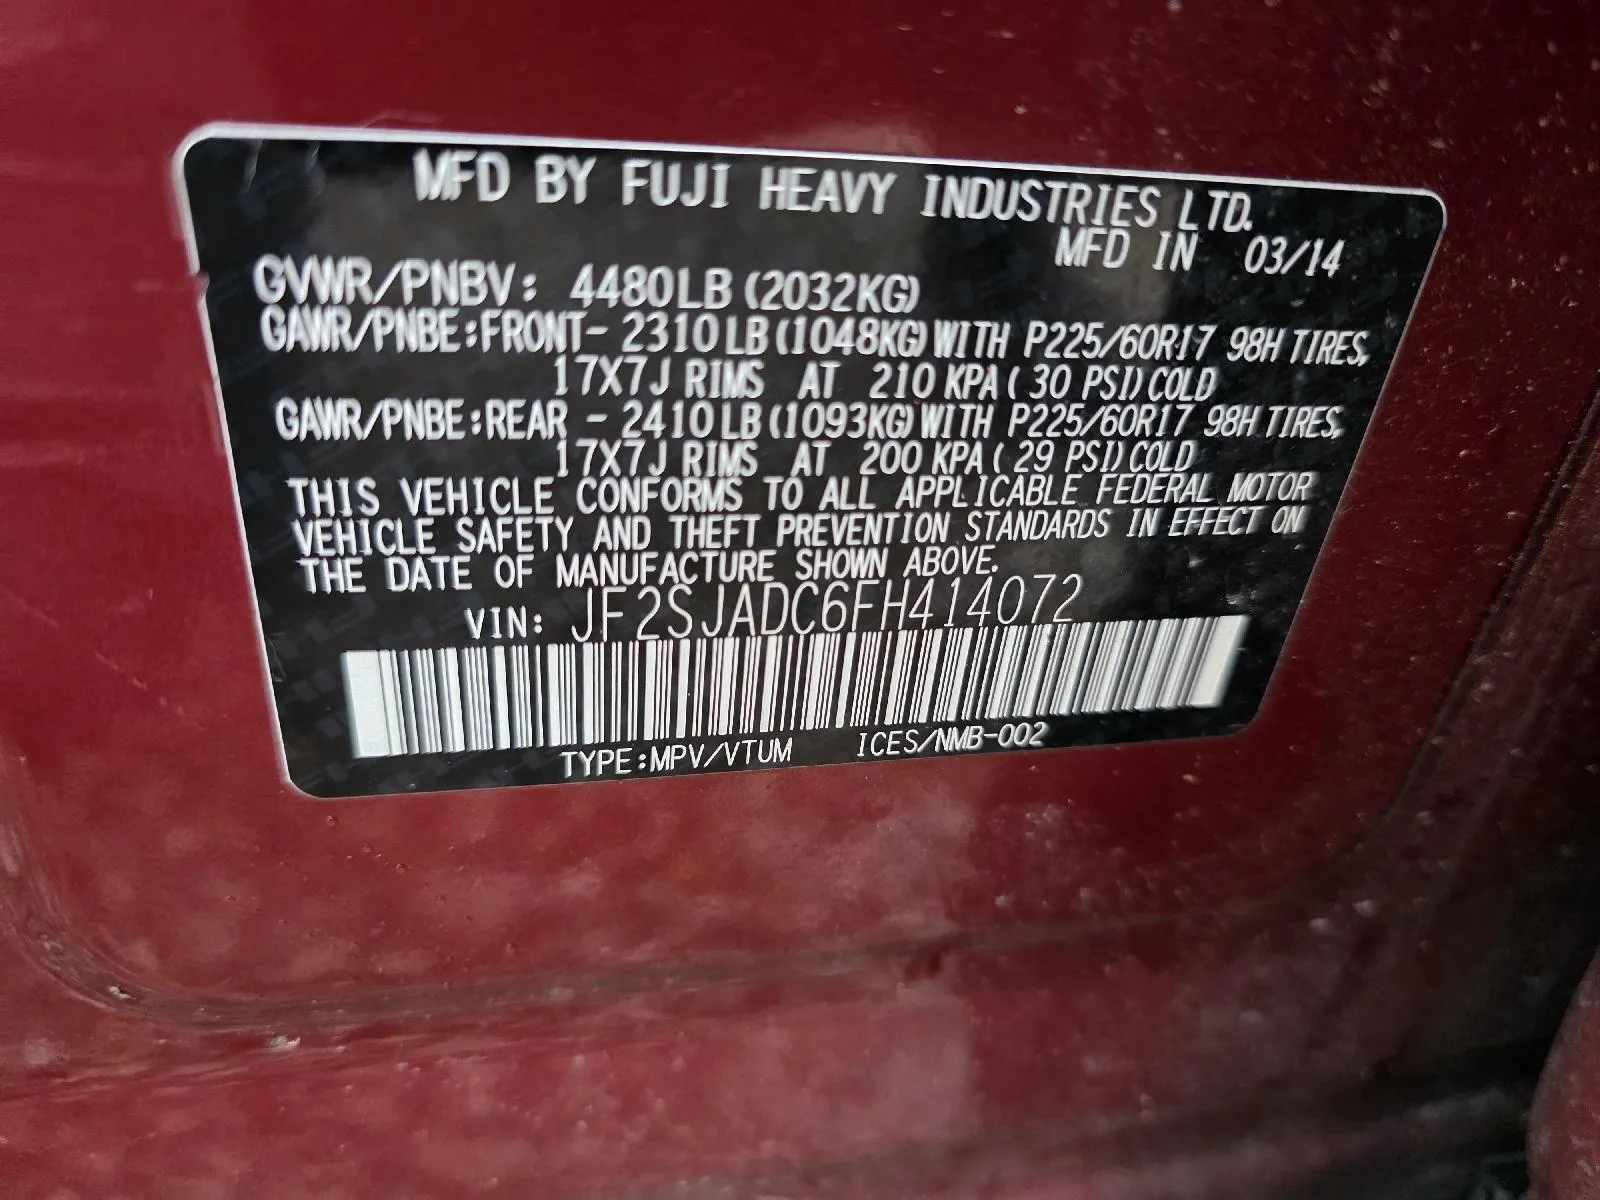 MFD BY FUJI HEAVY INDUSTRIES LTD.
MFD IN 03/14
GVWR/PNBV: 4480LB (2032KG)
GAWR/PNBE:FRONT- 2310 LB (1048KG) WITH P225/60R17 98H TIRES,
17X7J RIMS AT 210 KPA ( 30 PSI) COLD
GAWR/PNBE:REAR - 2410 LB (1093KG) WITH P225/60R17 98H TIRES,
17X7J RIMS AT 200 KPA ( 29 PSI) COLD
THIS VEHICLE CONFORMS TO ALL APPLICABLE FEDERAL MOTOR
VEHICLE SAFETY AND THEFT PREVENTION STANDARDS IN EFFECT ON
THE DATE OF MANUFACTURE SHOWN ABOVE.
VIN: JF2SJADC6FH414072
TYPE:MPV/VTUM ICES/NMB-002